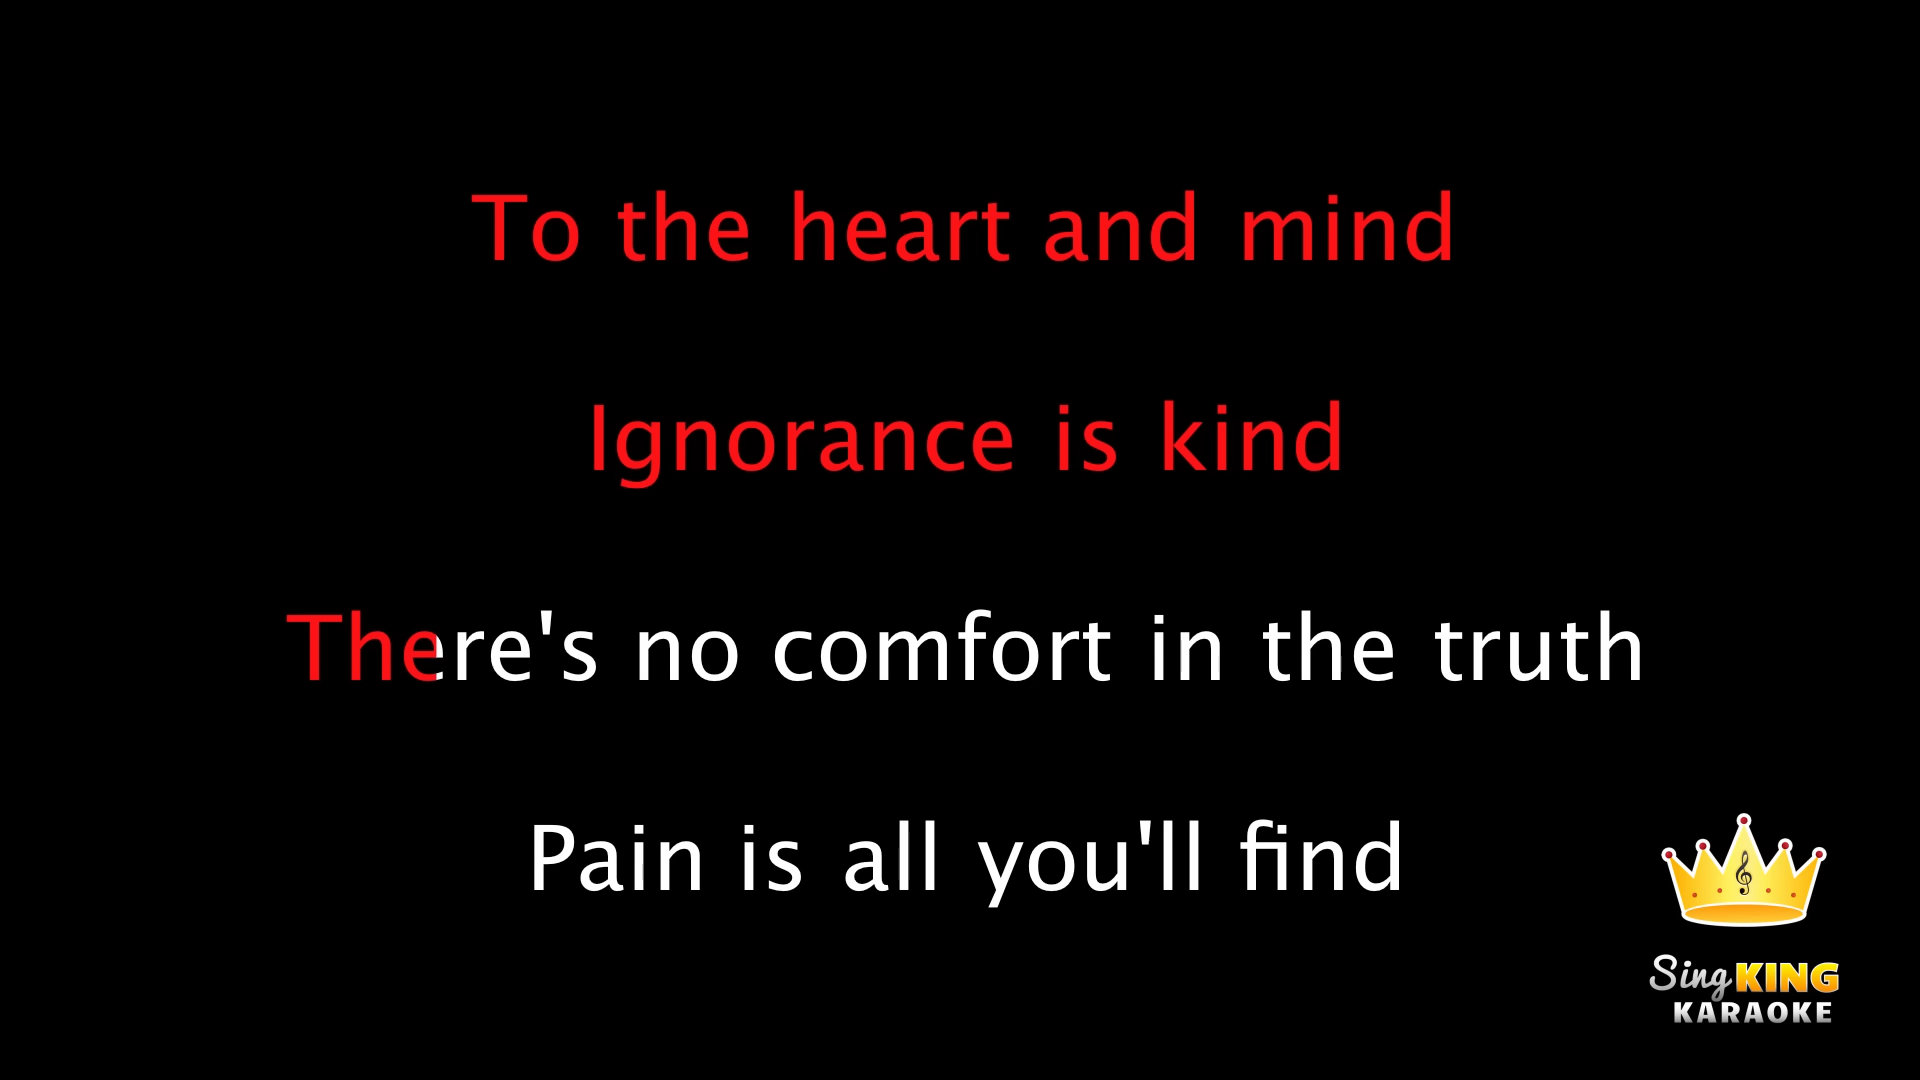 To the heart and mind
Ignorance is kind
There's no comfort in the truth
Pain is all you'll find
Sing KING
KARAOKE